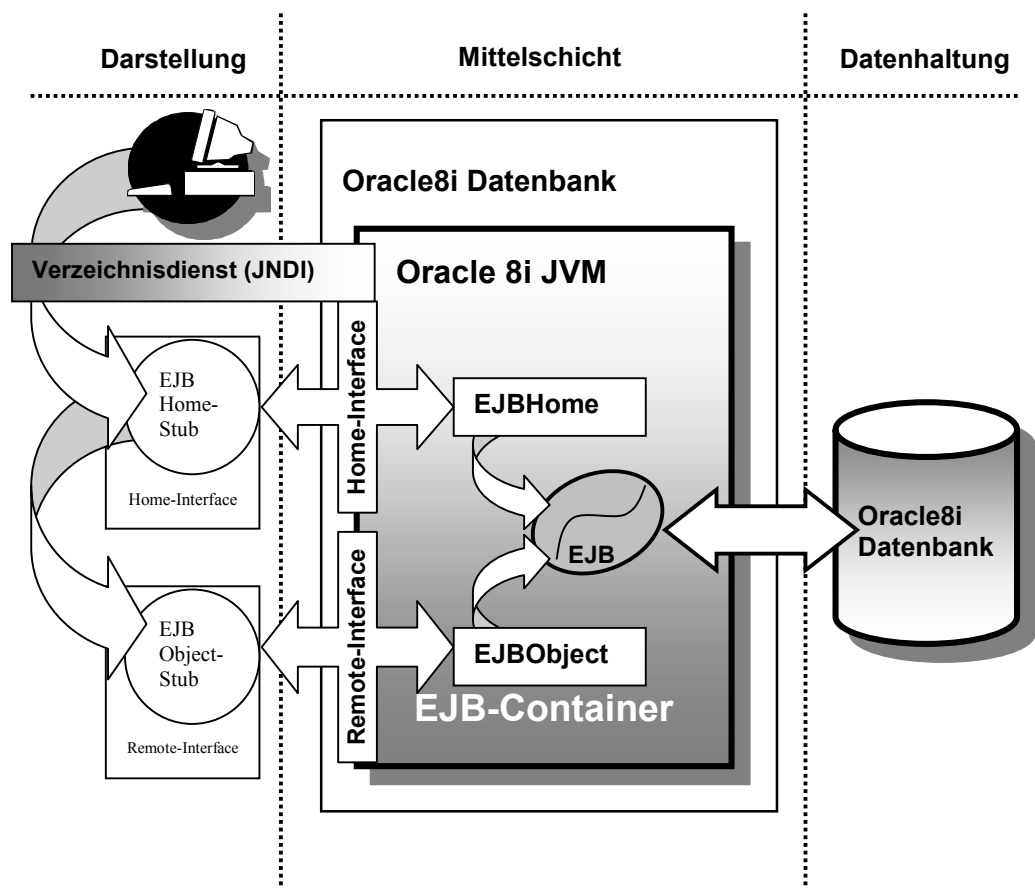 Darstellung
Mittelschicht
Datenhaltung
Oracle8i Datenbank
Verzeichnisdienst (JNDI)
Oracle 8i JVM
EJB
Home-
Stub
Home-Interface
Home-Interface
EJBHome
EJB
Oracle8i
Datenbank
EJB
Object-
Stub
Remote-Interface
Remote-Interface
EJBObject
EJB-Container